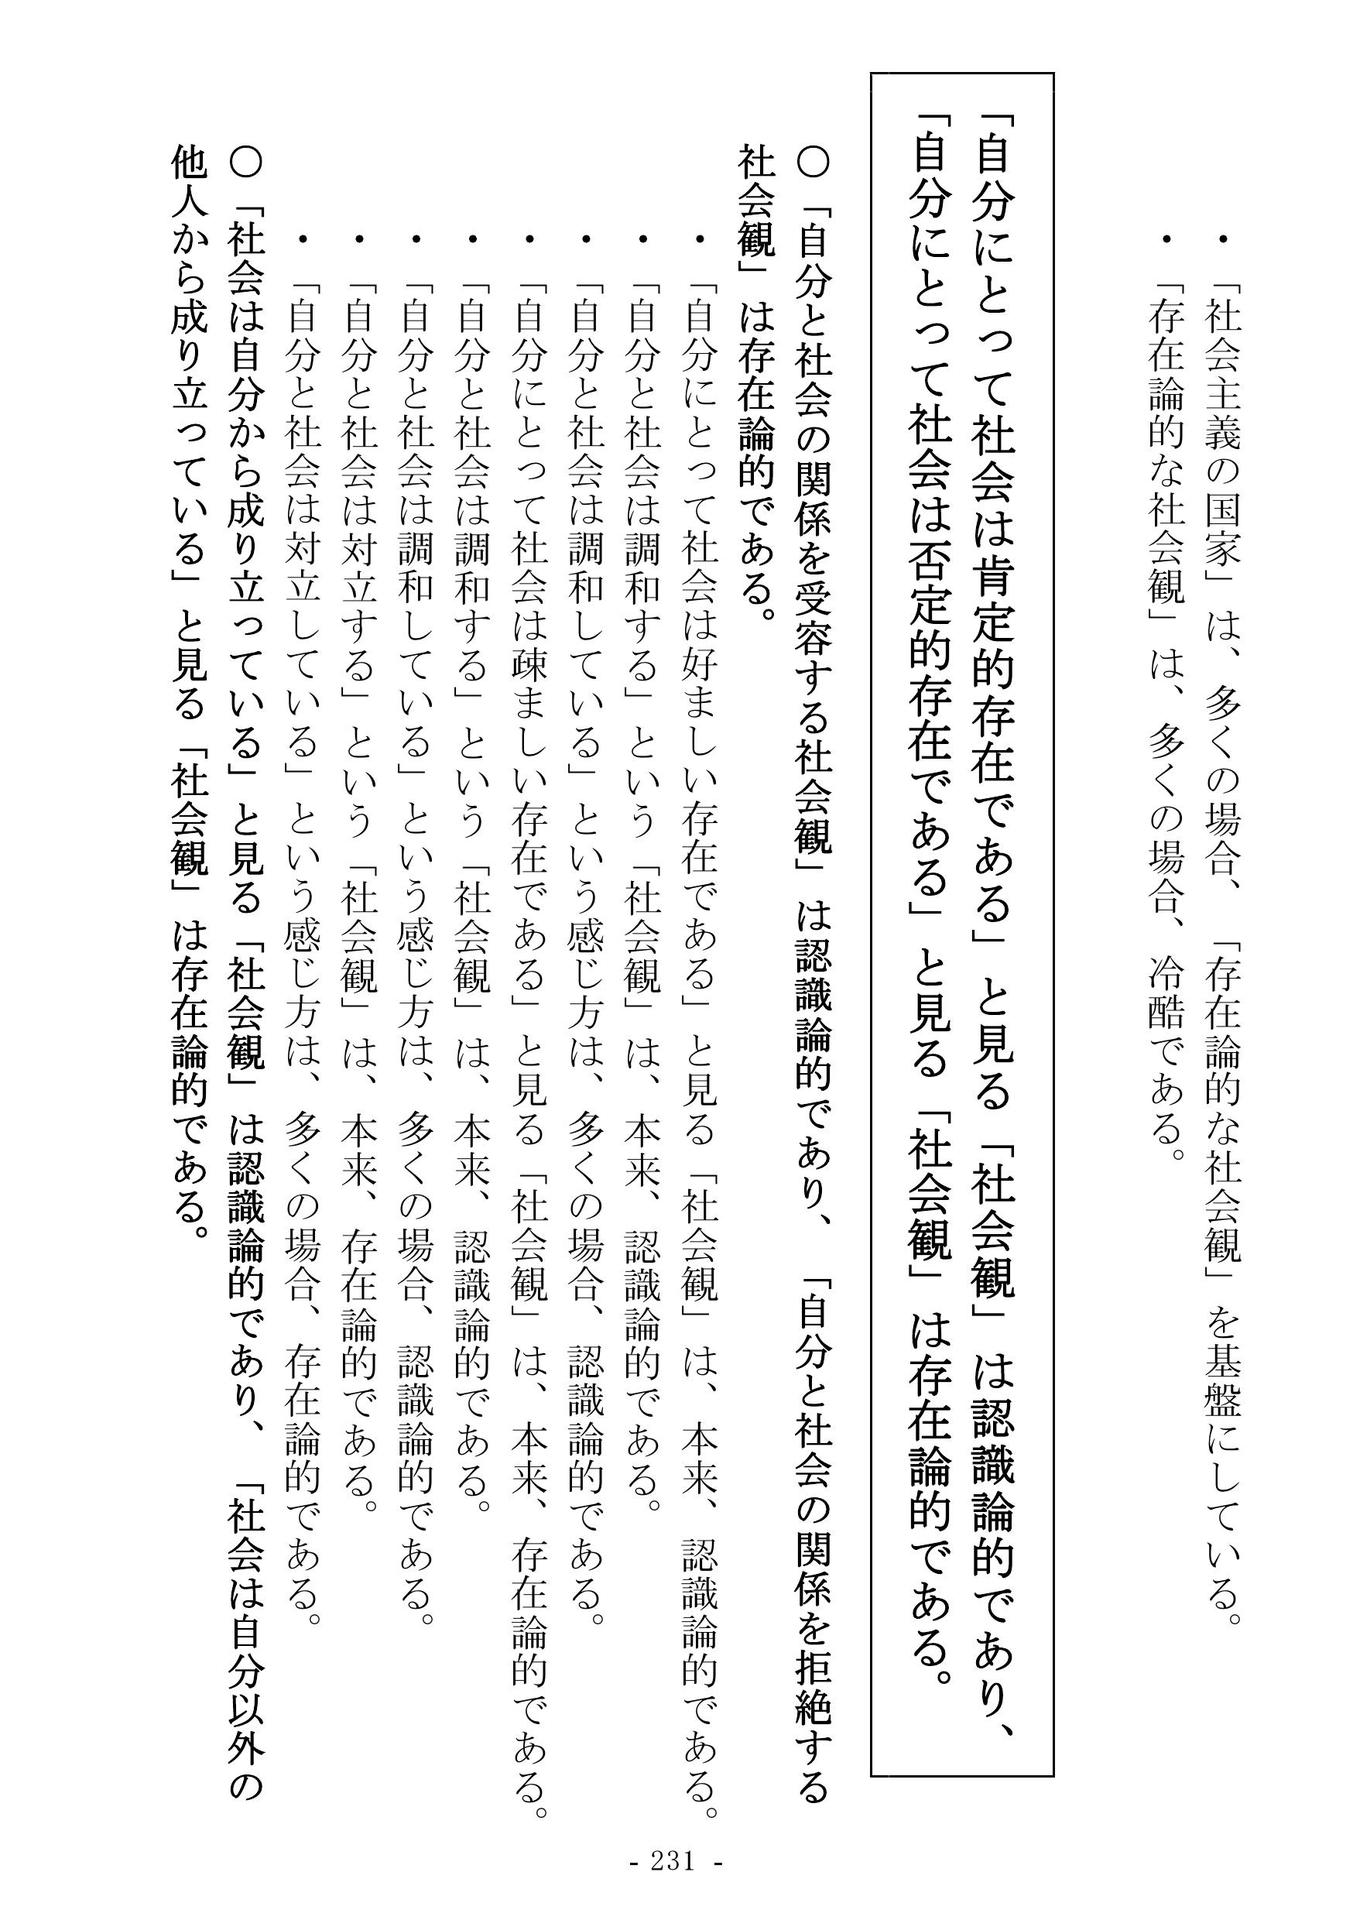 ・「社会主義の国家」は、多くの場合、「存在論的な社会観」を基盤にしている。
・「存在論的な社会観」は、多くの場合、冷酷である。
「自分にとって社会は肯定的存在である」と見る「社会観」は認識論的であり、
「自分にとって社会は否定的存在である」と見る「社会観」は存在論的である。
〇「自分と社会の関係を受容する社会観」は認識論的であり、「自分と社会の関係を拒絶する
社会観」は存在論的である。
・「自分にとって社会は好ましい存在である」と見る「社会観」は、本来、認識論的である。
・「自分と社会は調和する」という「社会観」は、本来、認識論的である。
・「自分と社会は調和している」という感じ方は、多くの場合、認識論的である。
・「自分にとって社会は疎ましい存在である」と見る「社会観」は、本来、存在論的である。
・「自分と社会は調和する」という「社会観」は、本来、認識論的である。
・「自分と社会は調和している」という感じ方は、多くの場合、認識論的である。
・「自分と社会は対立する」という「社会観」は、本来、存在論的である。
・「自分と社会は対立している」という感じ方は、多くの場合、存在論的である。
〇「社会は自分から成り立っている」と見る「社会観」は認識論的であり、「社会は自分以外の
他人から成り立っている」と見る「社会観」は存在論的である。
- 231 -